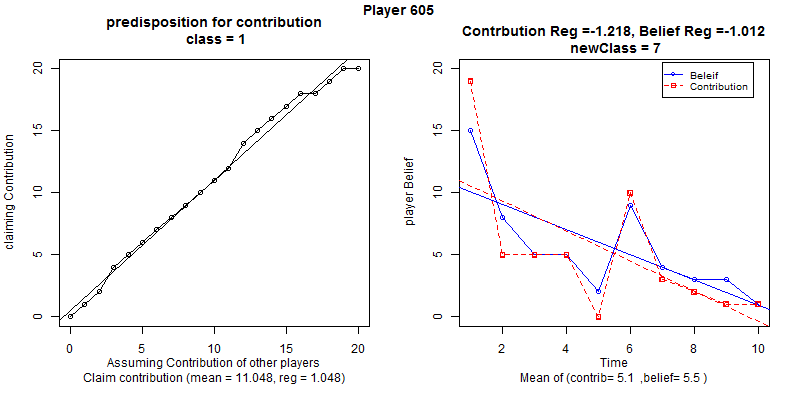 Player 605
predisposition for contribution
class = 1
claiming Contribution
0 5 10 15 20
0 5 10 15 20
Assuming Contribution of other players
Claim contribution (mean = 11.048, reg = 1.048)
Contrbution Reg =-1.218, Belief Reg =-1.012
newClass = 7
Beleif
Contribution
player Belief
0 5 10 15 20
2 4 6 8 10
Time
Mean of (contrib= 5.1 ,belief= 5.5 )